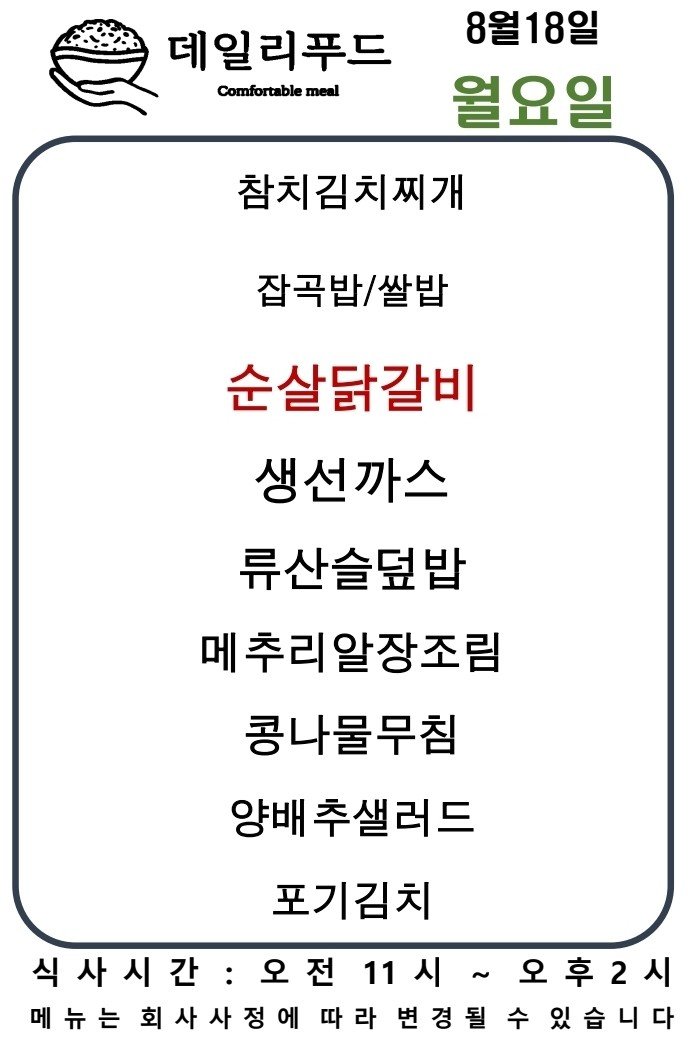 데일리푸드
Comfortable meal
8월18일
월요일
참치김치찌개
잡곡밥/쌀밥
순살닭갈비
생선까스
류산슬덮밥
메추리알장조림
콩나물무침
양배추샐러드
포기김치
식사시간 : 오전 11시 ~ 오후2시
메뉴는 회사사정에 따라 변경될 수 있습니다